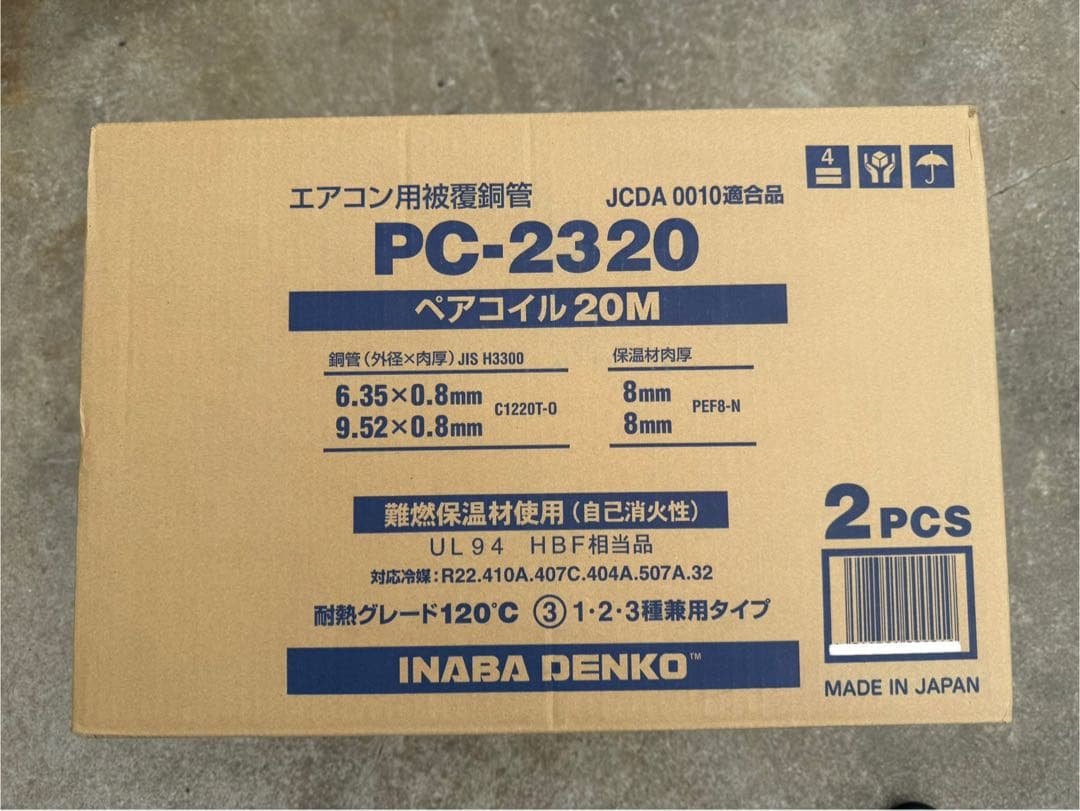 4
エアコン用被覆銅管
JCDA 0010適合品
PC-2320
ペアコイル20M
銅管（外径×肉厚）JIS H3300
6.35×0.8mm
9.52×0.8mm
C1220T-O
保温材肉厚
8mm
8mm
PEF8-N
難燃保温材使用（自己消火性）
UL94 HBF相当品
対応冷媒：R22.410A.407C.404A.507A.32
耐熱グレード120℃ ③ 1・2・3種兼用タイプ
INABA DENKO™
2PCS
MADE IN JAPAN